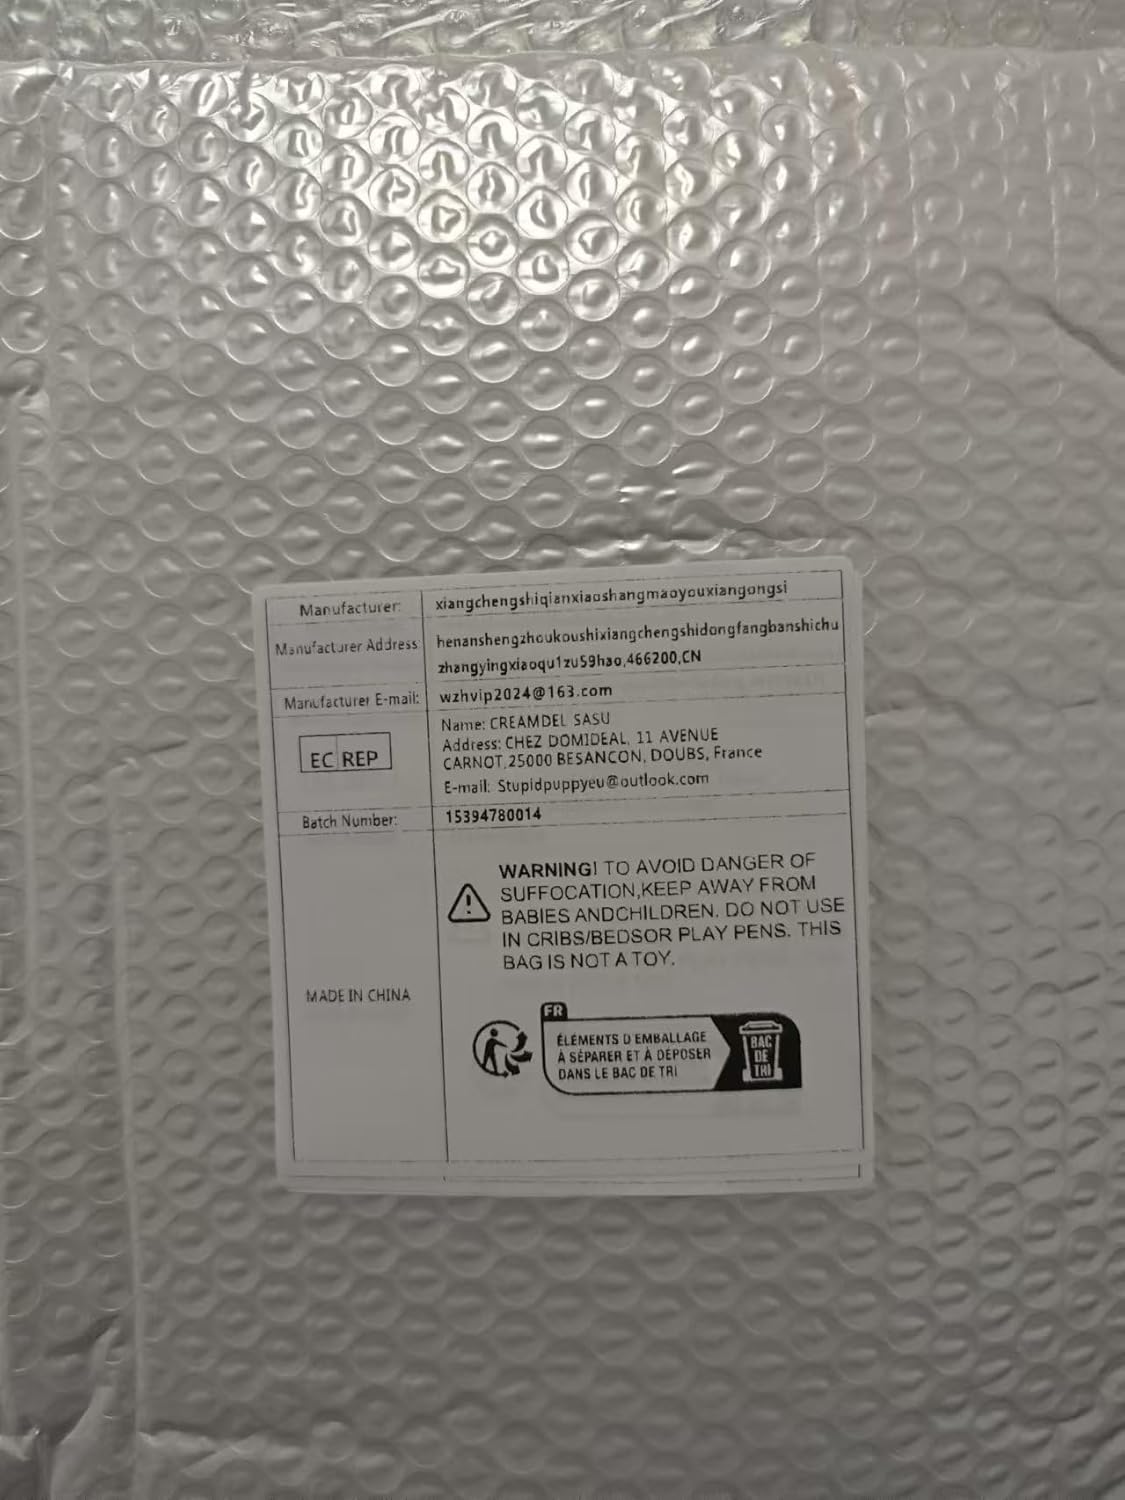 Manufacturer: xiangchengshiqianxiaoshangmaoyouxiangongsi
Manufacturer Address: henanshengzhoukoushixiangchengshidongfangbanshichu
zhangyingxiaoqu1zu59hao,466200,CN
Manufacturer E-mail: wzhvip2024@163.com
EC REP
Name: CREAMDEL SASU
Address: CHEZ DOMIDEAL, 11 AVENUE
CARNOT,25000 BESANCON, DOUBS, France
E-mail: Stupidpuppyeu@outlook.com
Batch Number: 15394780014
MADE IN CHINA
WARNING! TO AVOID DANGER OF
SUFFOCATION,KEEP AWAY FROM
BABIES ANDCHILDREN. DO NOT USE
IN CRIBS/BEDSOR PLAY PENS. THIS
BAG IS NOT A TOY.
FR
ÉLÉMENTS D'EMBALLAGE
À SÉPARER ET À DÉPOSER
DANS LE BAC DE TRI
BAC
DE
TRI